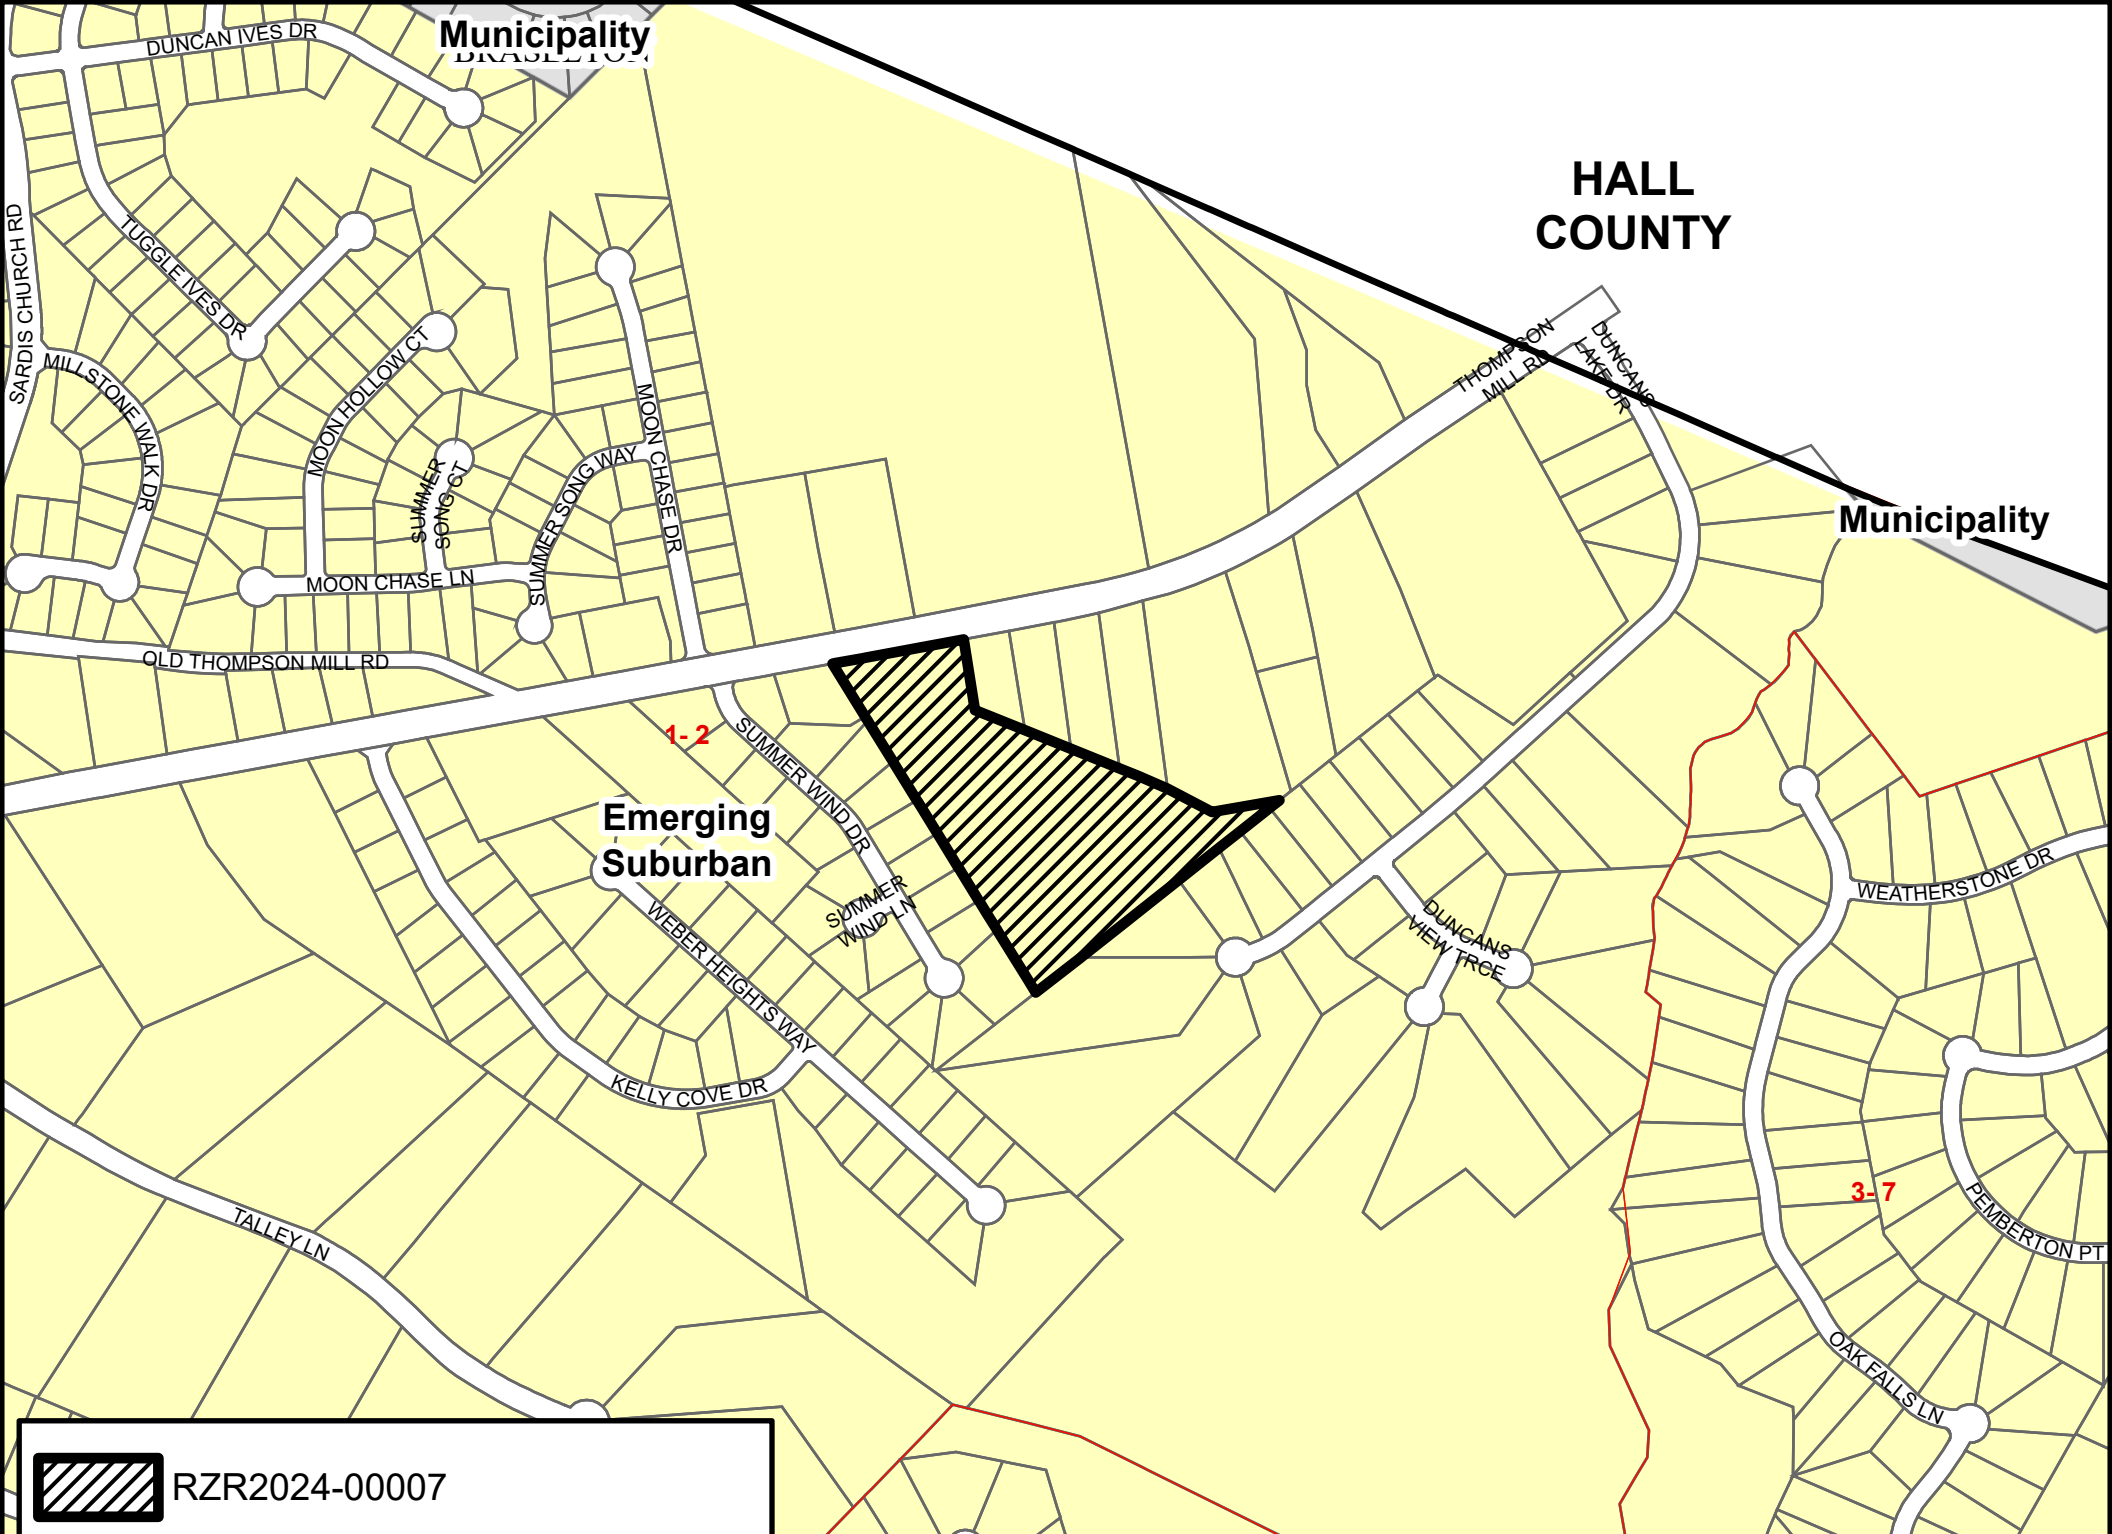 DUNCAN IVES DR
Municipality
BRASELTON
HALL
COUNTY
SARDIS CHURCH RD
TUGGLE IVES DR
MILLSTONE WALK DR
MOON HOLLOW CT
SUMMER
SONG CT
SUMMER SONG WAY
MOON CHASE DR
MOON CHASE LN
THOMPSON
MILL RD
DUNCANS
LAKE DR
Municipality
OLD THOMPSON MILL RD
1-2
SUMMER WIND DR
Emerging
Suburban
SUMMER
WIND LN
WEBER HEIGHTS WAY
KELLY COVE DR
DUNCANS
VIEW TRCE
WEATHERSTONE DR
3-7
PEMBERTON PT
TALLEY LN
OAK FALLS LN
RZR2024-00007